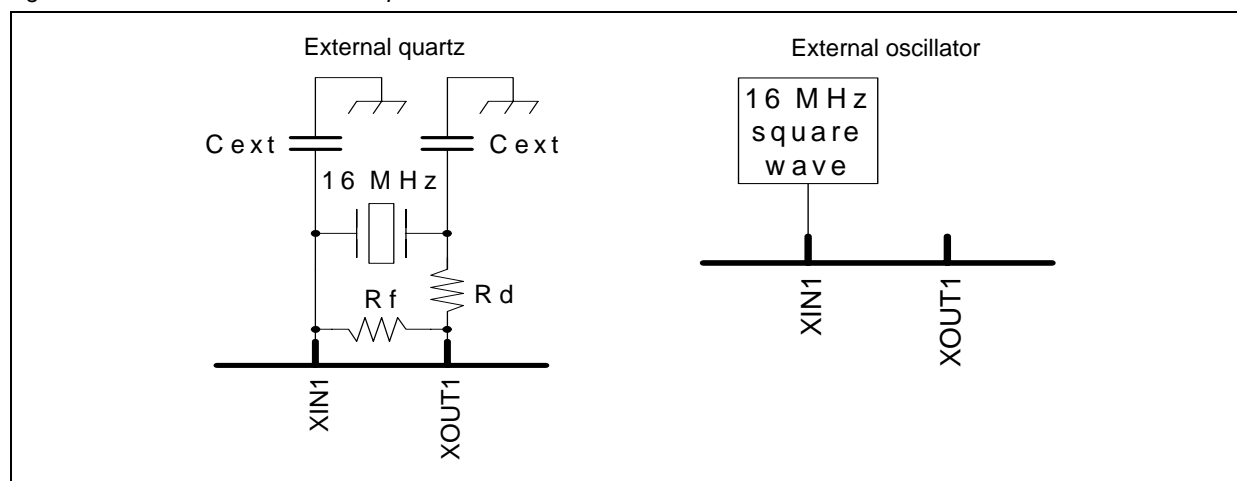 External quartz
Cext
Cext
16 MHz
Rf
Rd
XIN1
XOUT1
External oscillator
16 MHz
square
wave
XIN1
XOUT1